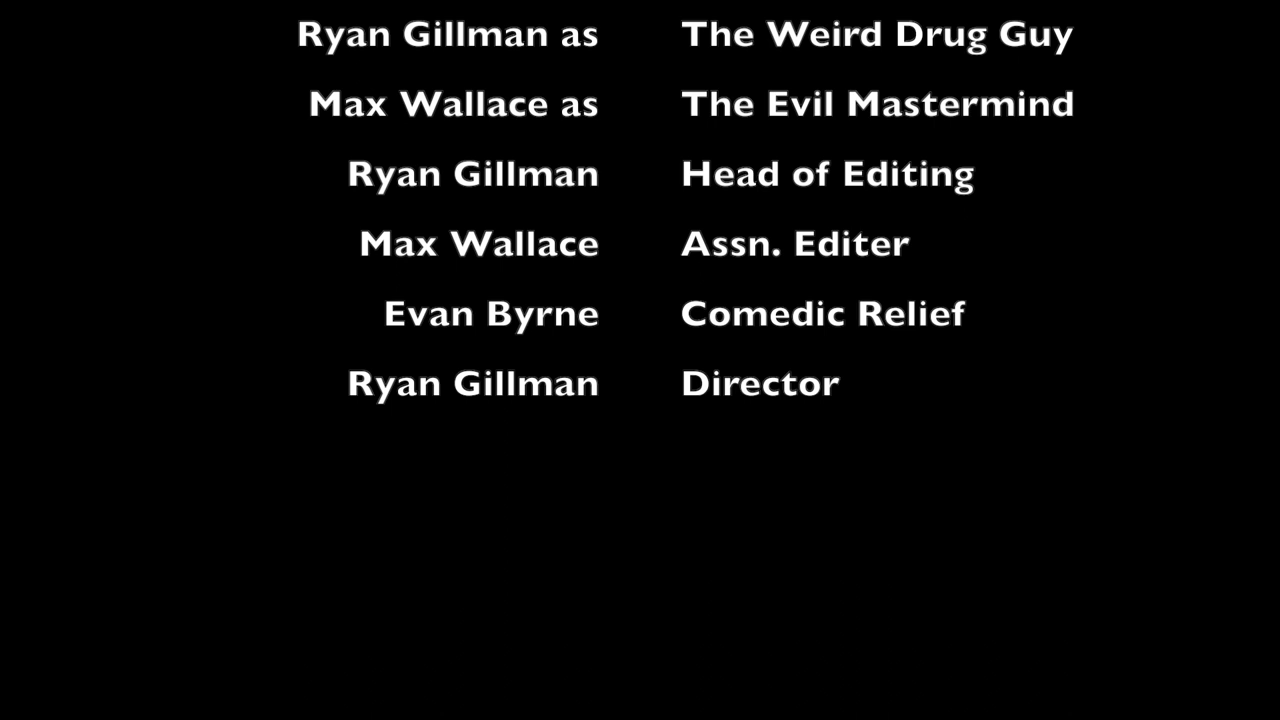 Ryan Gillman as The Weird Drug Guy
Max Wallace as The Evil Mastermind
Ryan Gillman Head of Editing
Max Wallace Assn. Editer
Evan Byrne Comedic Relief
Ryan Gillman Director